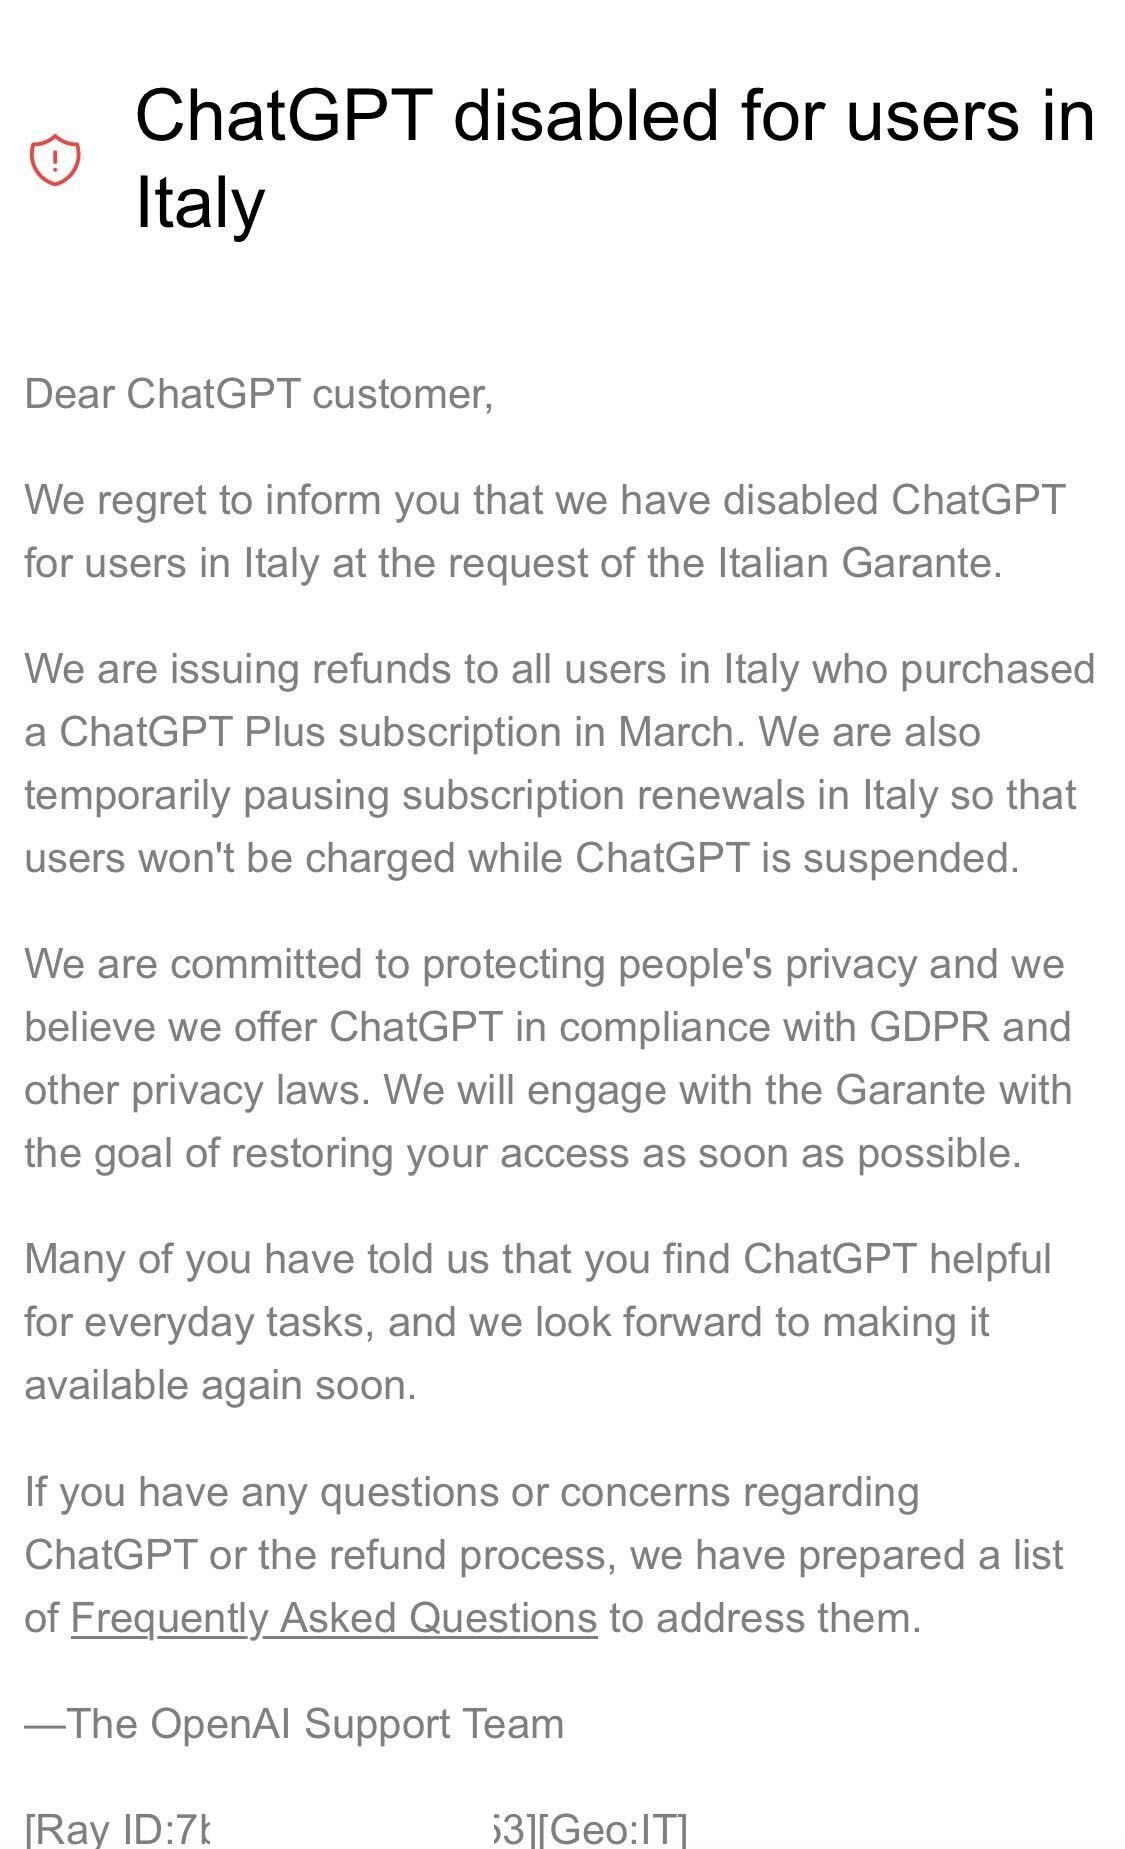 ChatGPT disabled for users in
Italy
Dear ChatGPT customer,
We regret to inform you that we have disabled ChatGPT
for users in Italy at the request of the Italian Garante.
We are issuing refunds to all users in Italy who purchased
a ChatGPT Plus subscription in March. We are also
temporarily pausing subscription renewals in Italy so that
users won't be charged while ChatGPT is suspended.
We are committed to protecting people's privacy and we
believe we offer ChatGPT in compliance with GDPR and
other privacy laws. We will engage with the Garante with
the goal of restoring your access as soon as possible.
Many of you have told us that you find ChatGPT helpful
for everyday tasks, and we look forward to making it
available again soon.
If you have any questions or concerns regarding
ChatGPT or the refund process, we have prepared a list
of Frequently Asked Questions to address them.
—The OpenAI Support Team
[Ray ID:7 3][Geo:IT]